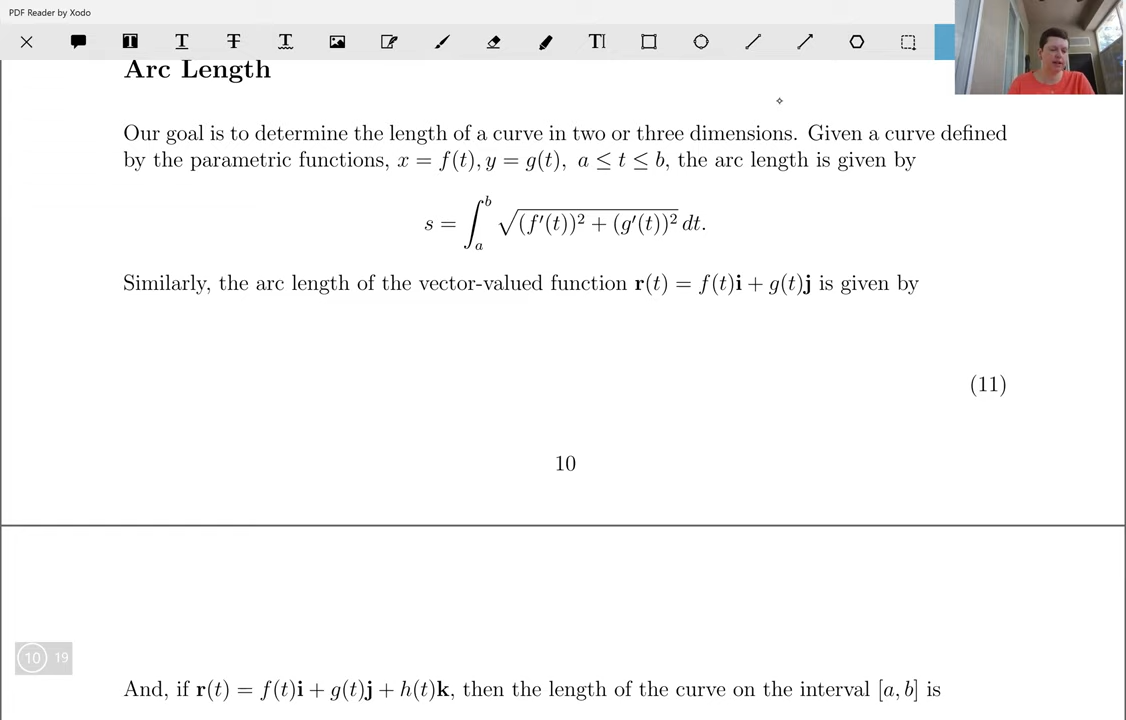 PDF Reader by Xodo
Arc Length
Our goal is to determine the length of a curve in two or three dimensions. Given a curve defined
by the parametric functions, x = f(t), y = g(t), a ≤ t ≤ b, the arc length is given by
s = ∫_a^b √((f′(t))² + (g′(t))²) dt.
Similarly, the arc length of the vector-valued function r(t) = f(t)i + g(t)j is given by
(11)
10
10 19
And, if r(t) = f(t)i + g(t)j + h(t)k, then the length of the curve on the interval [a, b] is